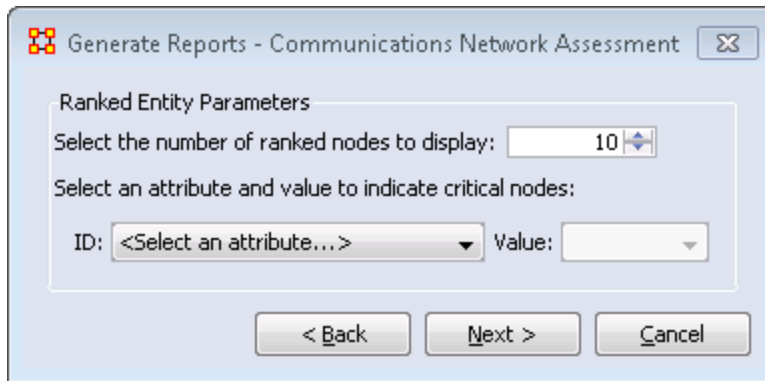 Generate Reports - Communications Network Assessment
Ranked Entity Parameters
Select the number of ranked nodes to display: 10
Select an attribute and value to indicate critical nodes:
ID: <Select an attribute...> Value:
< Back Next > Cancel